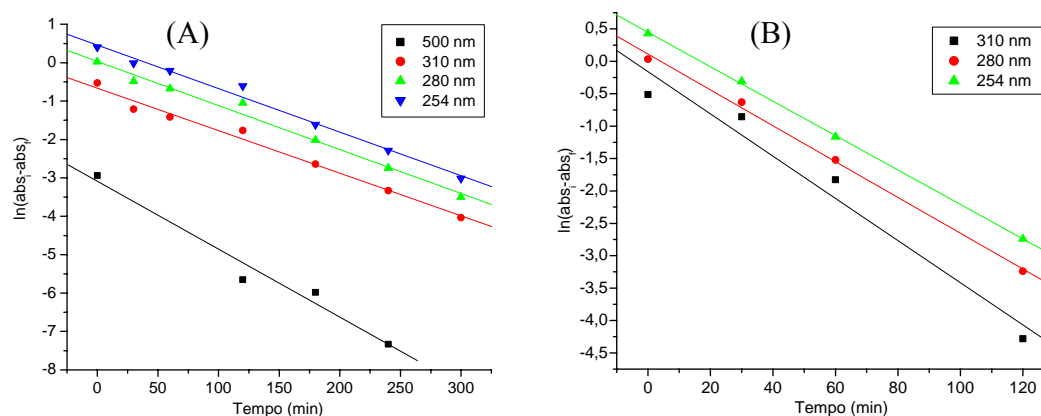 (A)
500 nm
310 nm
280 nm
254 nm
1
0
-1
-2
-3
-4
-5
-6
-7
-8
0 50 100 150 200 250 300
Tempo (min)
ln(abs_i-abs_f)
(B)
310 nm
280 nm
254 nm
0,5
0,0
-0,5
-1,0
-1,5
-2,0
-2,5
-3,0
-3,5
-4,0
-4,5
0 20 40 60 80 100 120
Tempo (min)
ln(abs_i-abs_f)